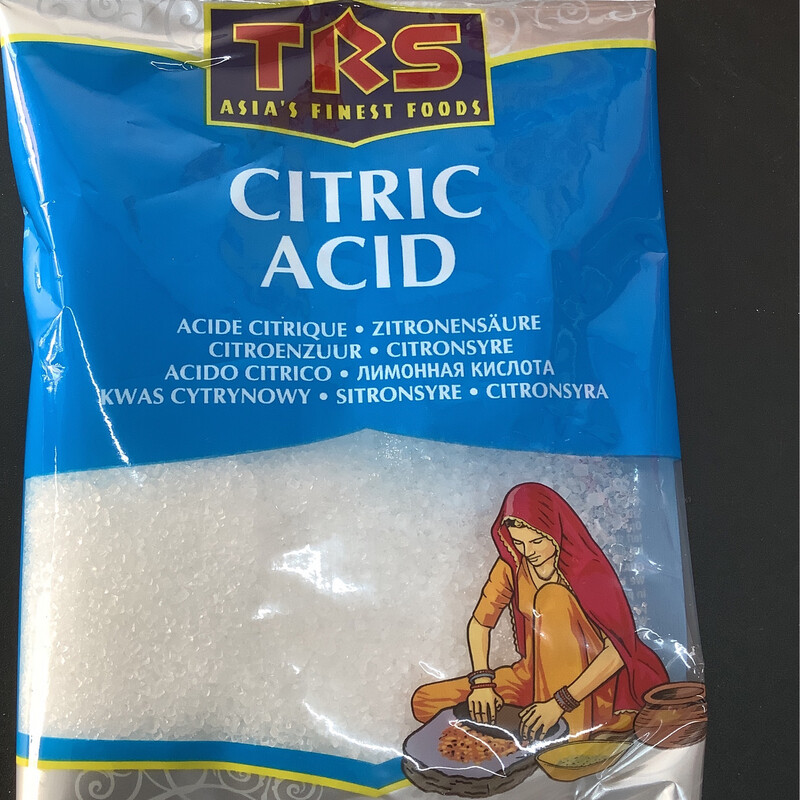 TRS
ASIA'S FINEST FOODS
CITRIC
ACID
ACIDE CITRIQUE • ZITRONENSÄURE
CITROENZUUR • CITRONSYRE
ACIDO CITRICO • ЛИМОННАЯ КИСЛОТА
KWAS CYTRYNOWY • SITRONSYRE • CITRONSYRA